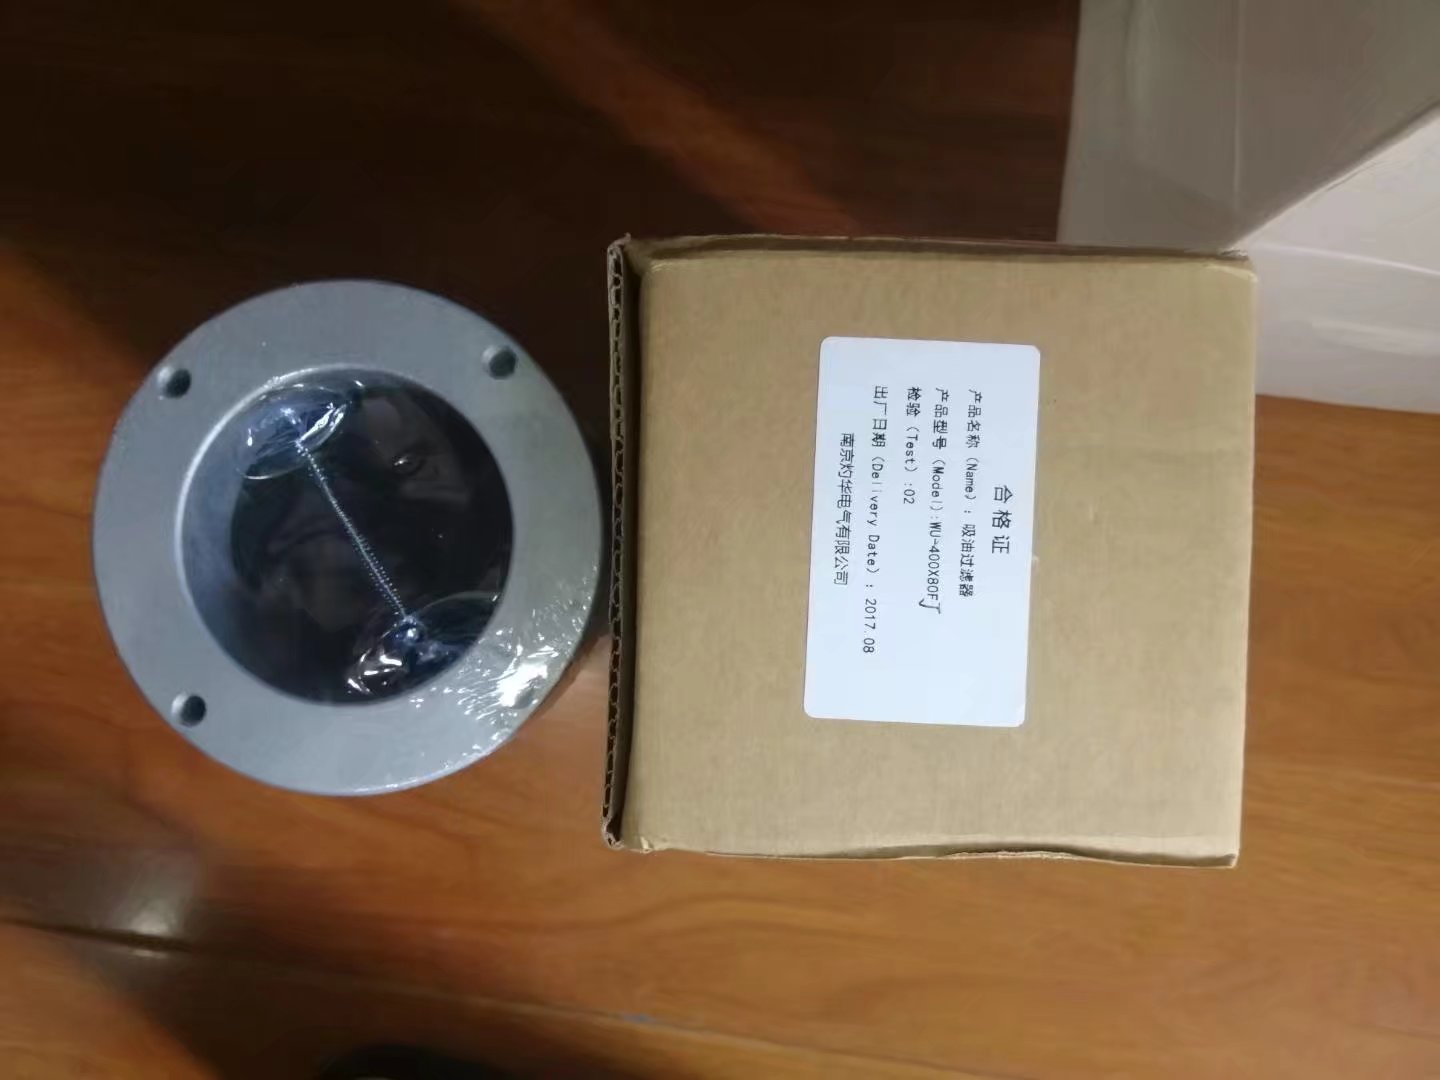 合格证
产品名称（Name）：吸油过滤器
产品型号（Model）:WU-400X80FJ
检验（Test）:02
出厂日期（Delivery Date）: 2017.08
南京灼华电气有限公司